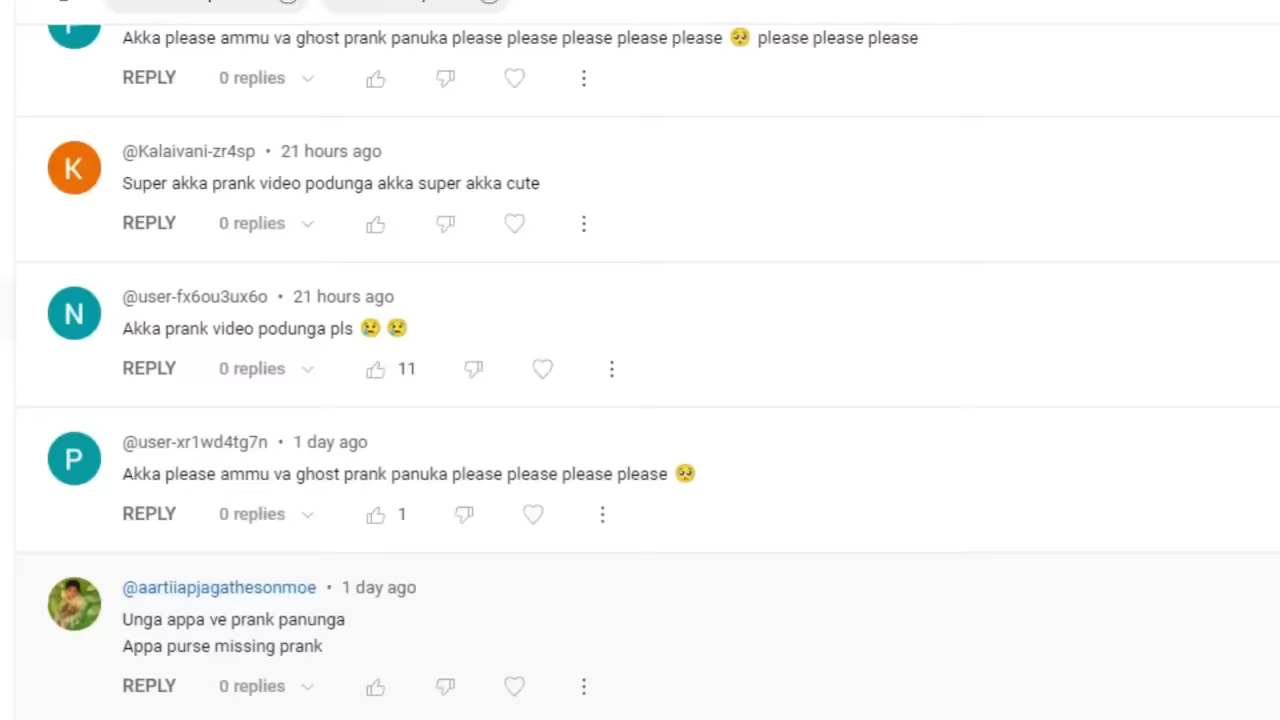 Akka please ammu va ghost prank panuka please please please please please 🥺 please please please
REPLY 0 replies
K
@Kalaivani-zr4sp • 21 hours ago
Super akka prank video podunga akka super akka cute
REPLY 0 replies
N
@user-fx6ou3ux6o • 21 hours ago
Akka prank video podunga pls 😢 😢
REPLY 0 replies 11
P
@user-xr1wd4tg7n • 1 day ago
Akka please ammu va ghost prank panuka please please please please 🥺
REPLY 0 replies 1
@aartiiapjagathesonmoe • 1 day ago
Unga appa ve prank panunga
Appa purse missing prank
REPLY 0 replies